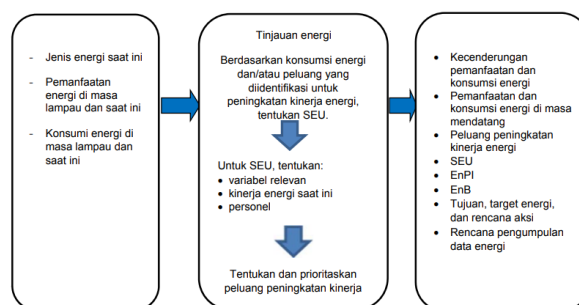 - Jenis energi saat ini
- Pemanfaatan
energi di masa
lampau dan saat ini
- Konsumi energi di
masa lampau dan
saat ini
Tinjauan energi
Berdasarkan konsumsi energi
dan/atau peluang yang
diidentifikasi untuk
peningkatan kinerja energi,
tentukan SEU.
Untuk SEU, tentukan:
• variabel relevan
• kinerja energi saat ini
• personel
Tentukan dan prioritaskan
peluang peningkatan kinerja
• Kecenderungan
pemanfaatan dan
konsumsi energi
• Pemanfaatan dan
konsumsi energi di masa
mendatang
• Peluang peningkatan
kinerja energi
• SEU
• EnPI
• EnB
• Tujuan, target energi,
dan rencana aksi
• Rencana pengumpulan
data energi